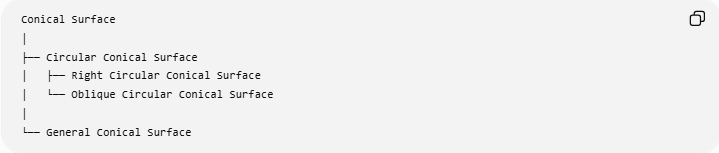 Conical Surface
│
├── Circular Conical Surface
│   ├── Right Circular Conical Surface
│   └── Oblique Circular Conical Surface
│
└── General Conical Surface